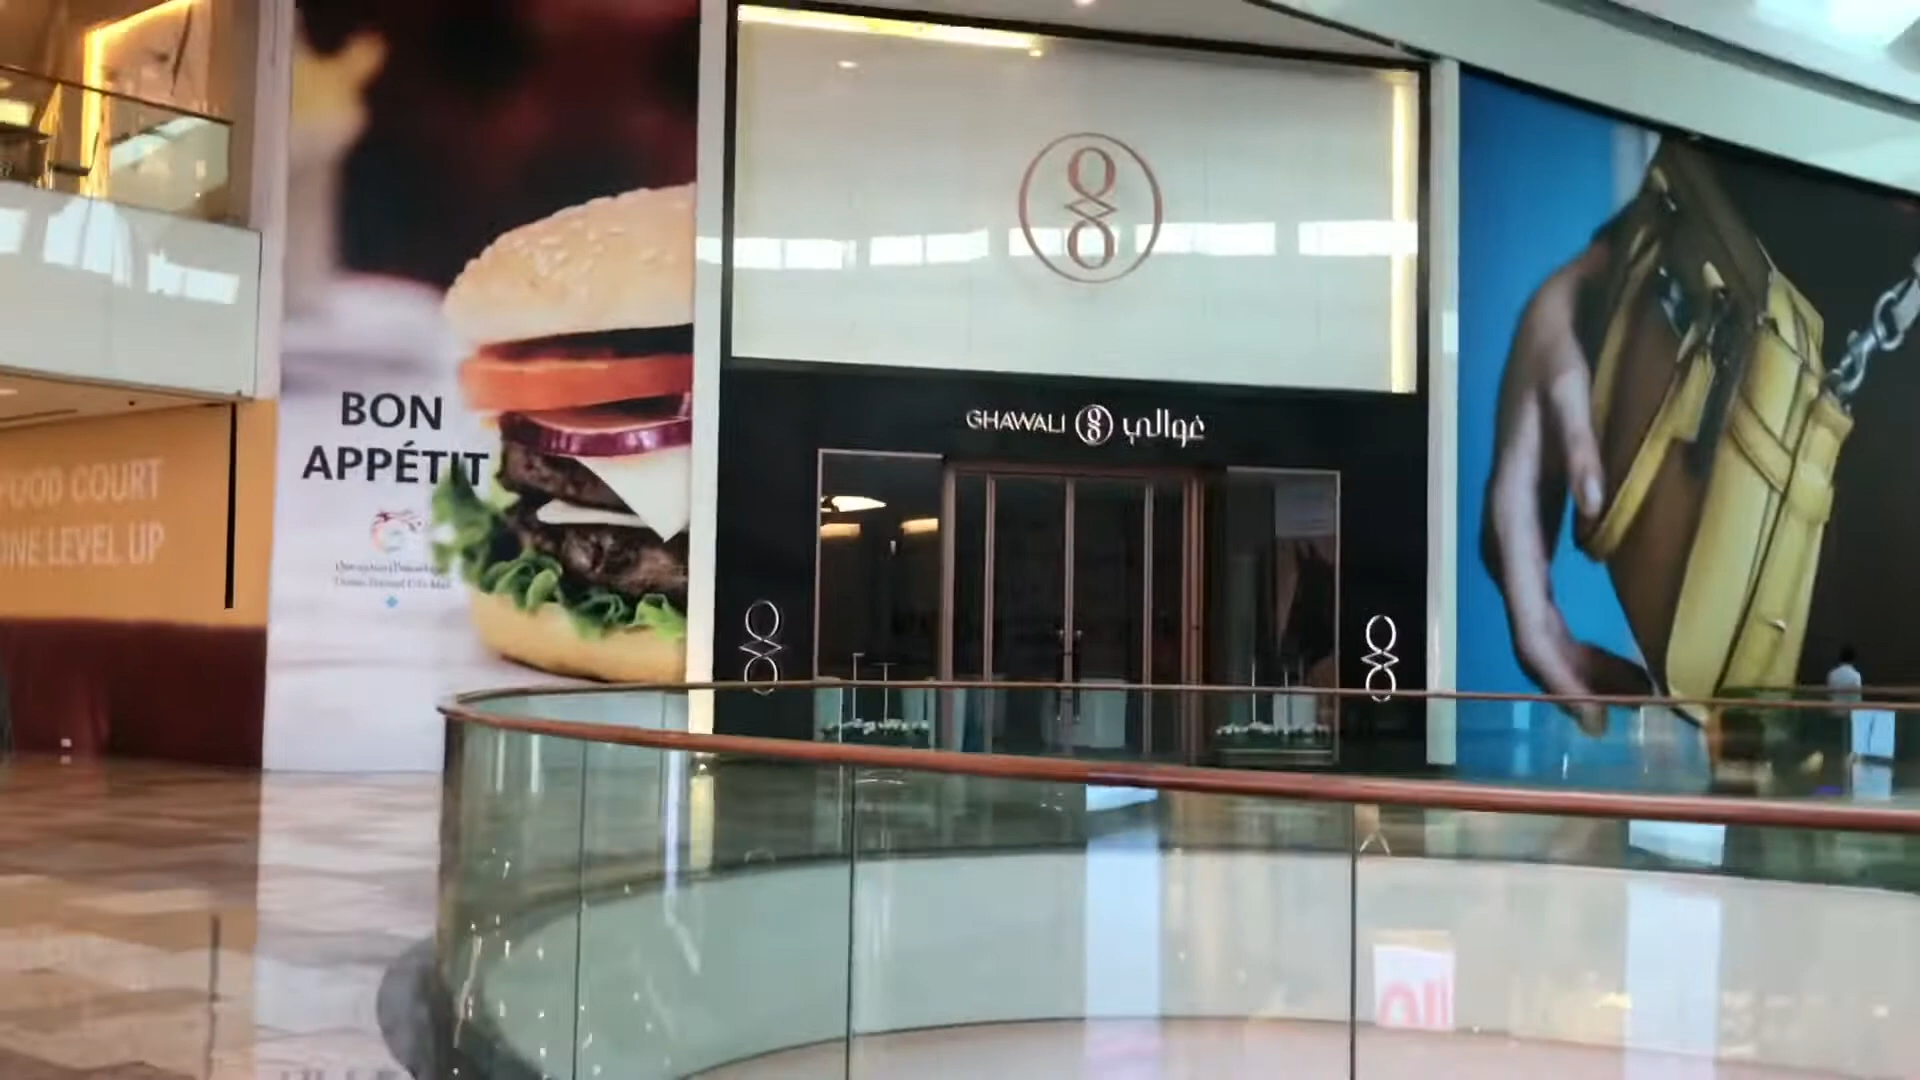 FOOD COURT
ONE LEVEL UP
BON
APPÉTIT
GHAWALI غوالي